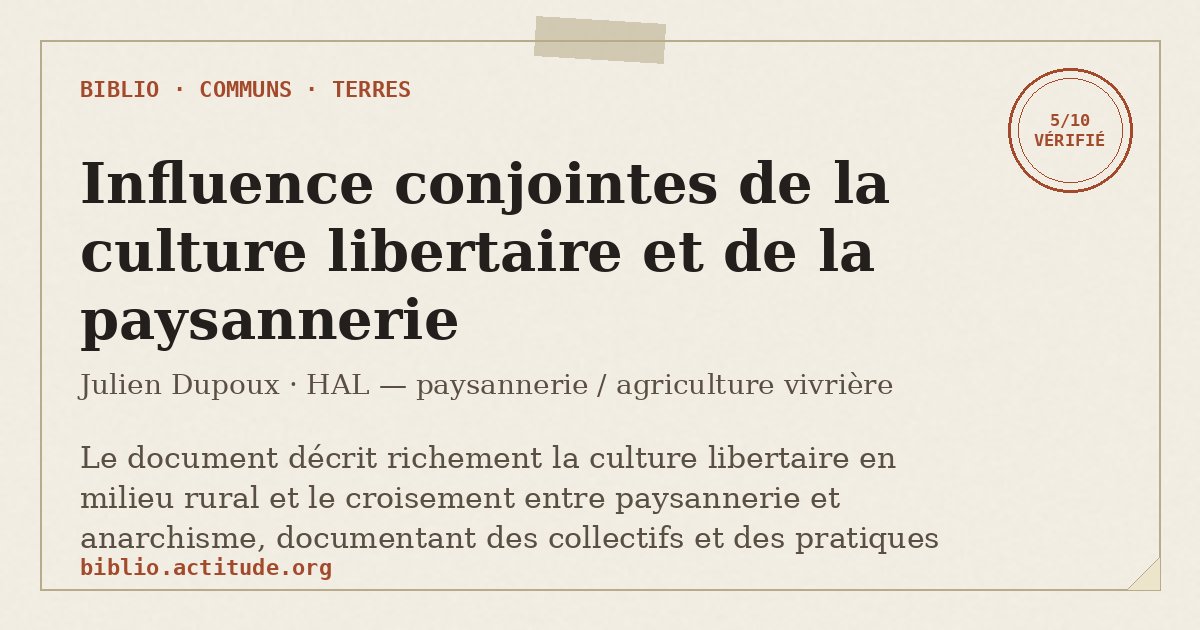 BIBLIO · COMMUNS · TERRES
5/10
VÉRIFIÉ
Influence conjointes de la
culture libertaire et de la
paysannerie
Julien Dupoux · HAL — paysannerie / agriculture vivrière
Le document décrit richement la culture libertaire en
milieu rural et le croisement entre paysannerie et
anarchisme, documentant des collectifs et des pratiques
biblio.actitude.org